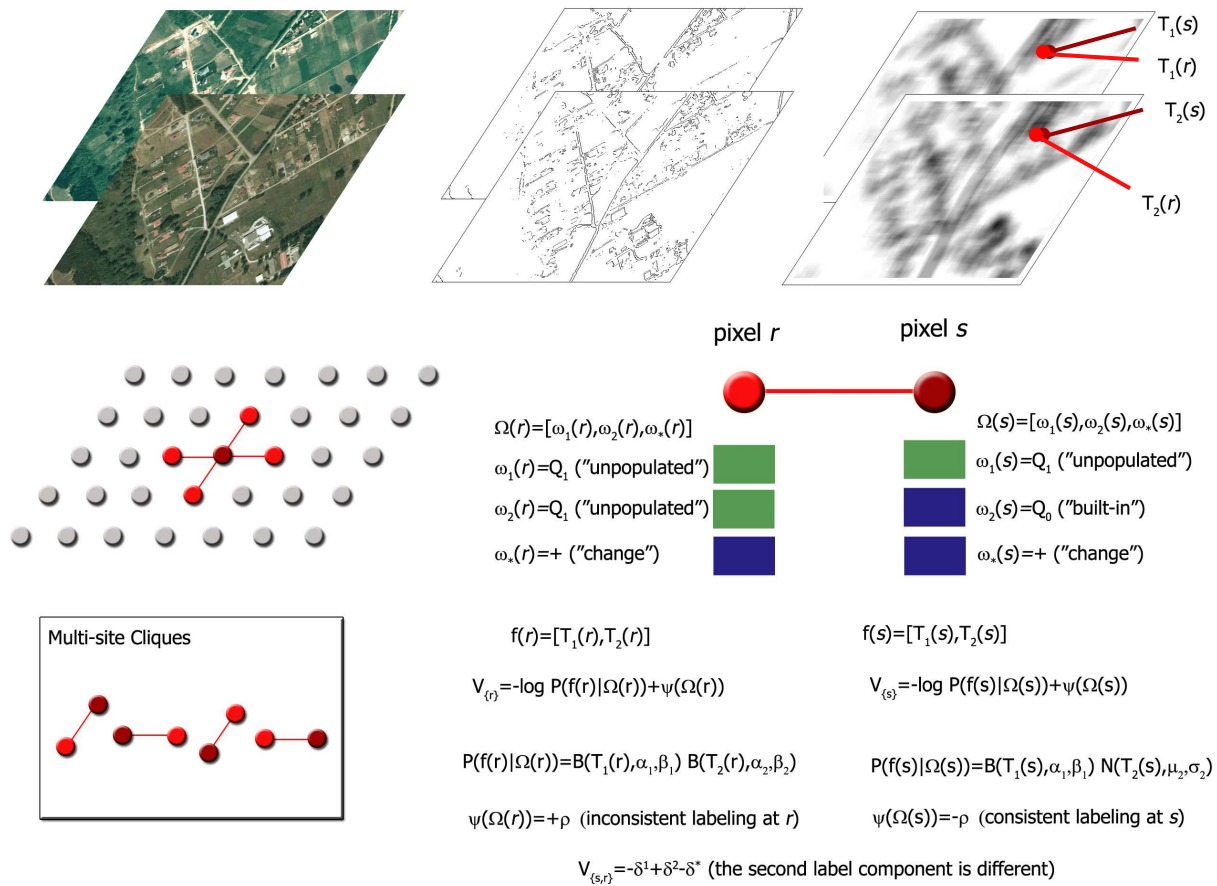 T₁(s)
T₁(r)
T₂(s)
T₂(r)
pixel r
pixel s
Ω(r)=[ω₁(r),ω₂(r),ω*(r)]
Ω(s)=[ω₁(s),ω₂(s),ω*(s)]
ω₁(r)=Q₁ ("unpopulated")
ω₁(s)=Q₁ ("unpopulated")
ω₂(r)=Q₁ ("unpopulated")
ω₂(s)=Q₀ ("built-in")
ω*(r)=+ ("change")
ω*(s)=+ ("change")
Multi-site Cliques
f(r)=[T₁(r),T₂(r)]
f(s)=[T₁(s),T₂(s)]
V{r}=-log P(f(r)|Ω(r))+ψ(Ω(r))
V{s}=-log P(f(s)|Ω(s))+ψ(Ω(s))
P(f(r)|Ω(r))=B(T₁(r),α₁,β₁) B(T₂(r),α₂,β₂)
P(f(s)|Ω(s))=B(T₁(s),α₁,β₁) N(T₂(s),μ₂,σ₂)
ψ(Ω(r))=+ρ (inconsistent labeling at r)
ψ(Ω(s))=-ρ (consistent labeling at s)
V{s,r}=-δ¹+δ²-δ* (the second label component is different)